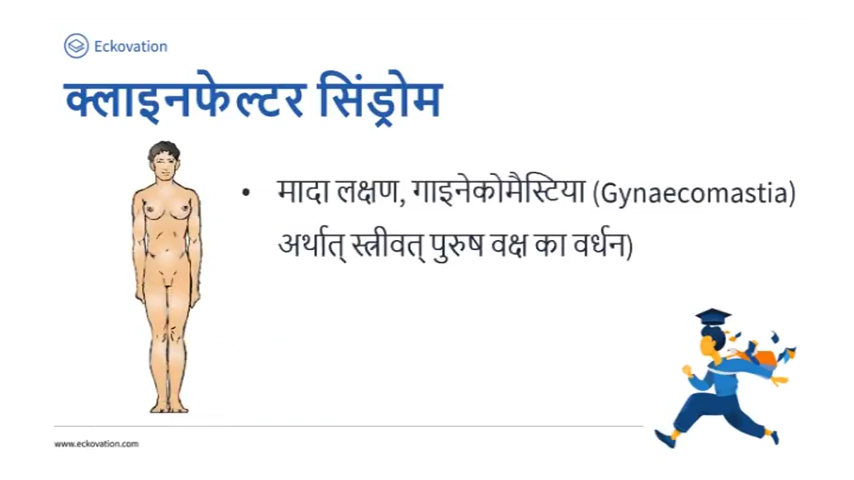 Eckovation
क्लाइनफेल्टर सिंड्रोम
• मादा लक्षण, गाइनेकोमैस्टिया (Gynaecomastia)
अर्थात् स्त्रीवत् पुरुष वक्ष का वर्धन)
www.eckovation.com